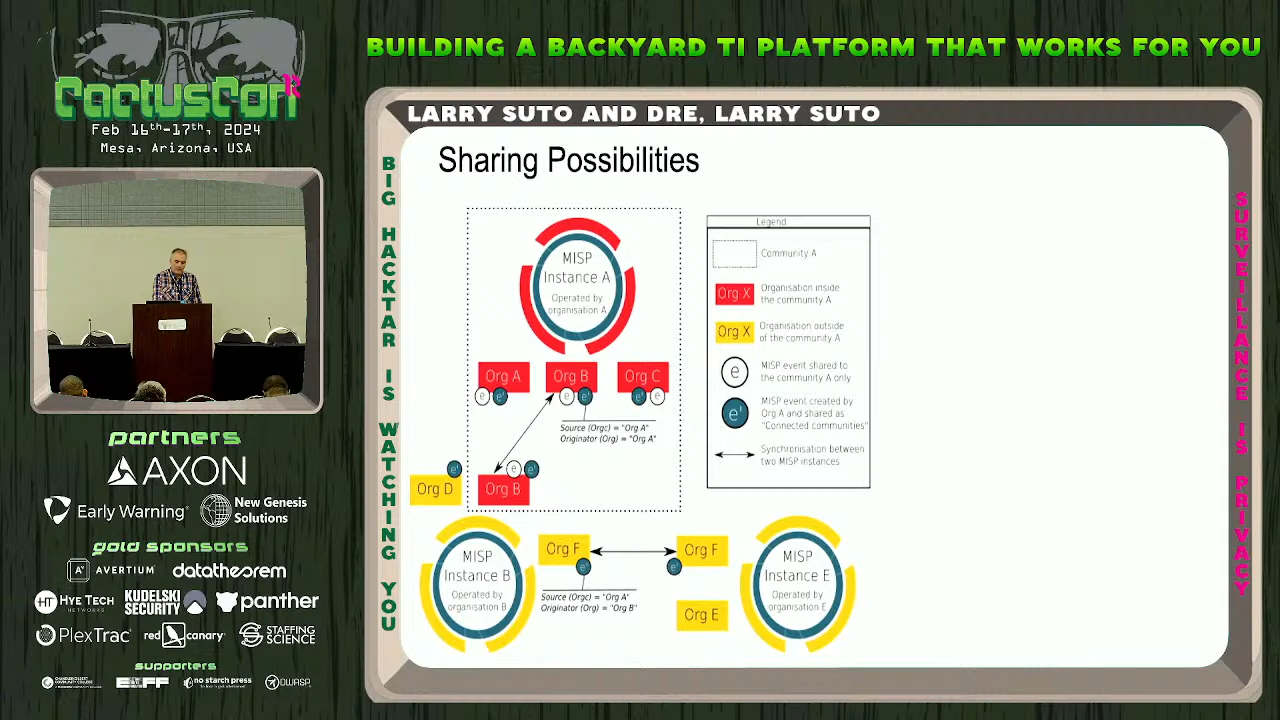 BUILDING A BACKYARD TI PLATFORM THAT WORKS FOR YOU
CactusCon
Feb 16th-17th, 2024
Mesa, Arizona, USA
LARRY SUTO AND DRE, LARRY SUTO
BIG HACKTAR IS WATCHING YOU
SURVEILLANCE IS PRIVACY
Sharing Possibilities
MISP
Instance A
Operated by
organisation A
Org A
Org B
Org C
e
e'
e
e'
e'
e
Source (Orgc) = "Org A"
Originator (Org) = "Org A"
e'
e
e'
Org D
Org B
Legend
Community A
Org X
Organisation inside
the community A
Org X
Organisation outside
of the community A
e
MISP event shared to
the community A only
e'
MISP event created by
Org A and shared as
"Connected communities"
Synchronisation between
two MISP instances
MISP
Instance B
Operated by
organisation B
Org F
e'
Source (Orgc) = "Org A"
Originator (Org) = "Org B"
Org F
e'
Org E
MISP
Instance E
Operated by
organisation E
partners
AXON
Early Warning
New Genesis
Solutions
gold sponsors
AVERTIUM
datatheorem
HYE TECH
NETWORKS
KUDELSKI
SECURITY
panther
PlexTrac
red canary
STAFFING
SCIENCE
supporters
EFF
no starch press
OWASP